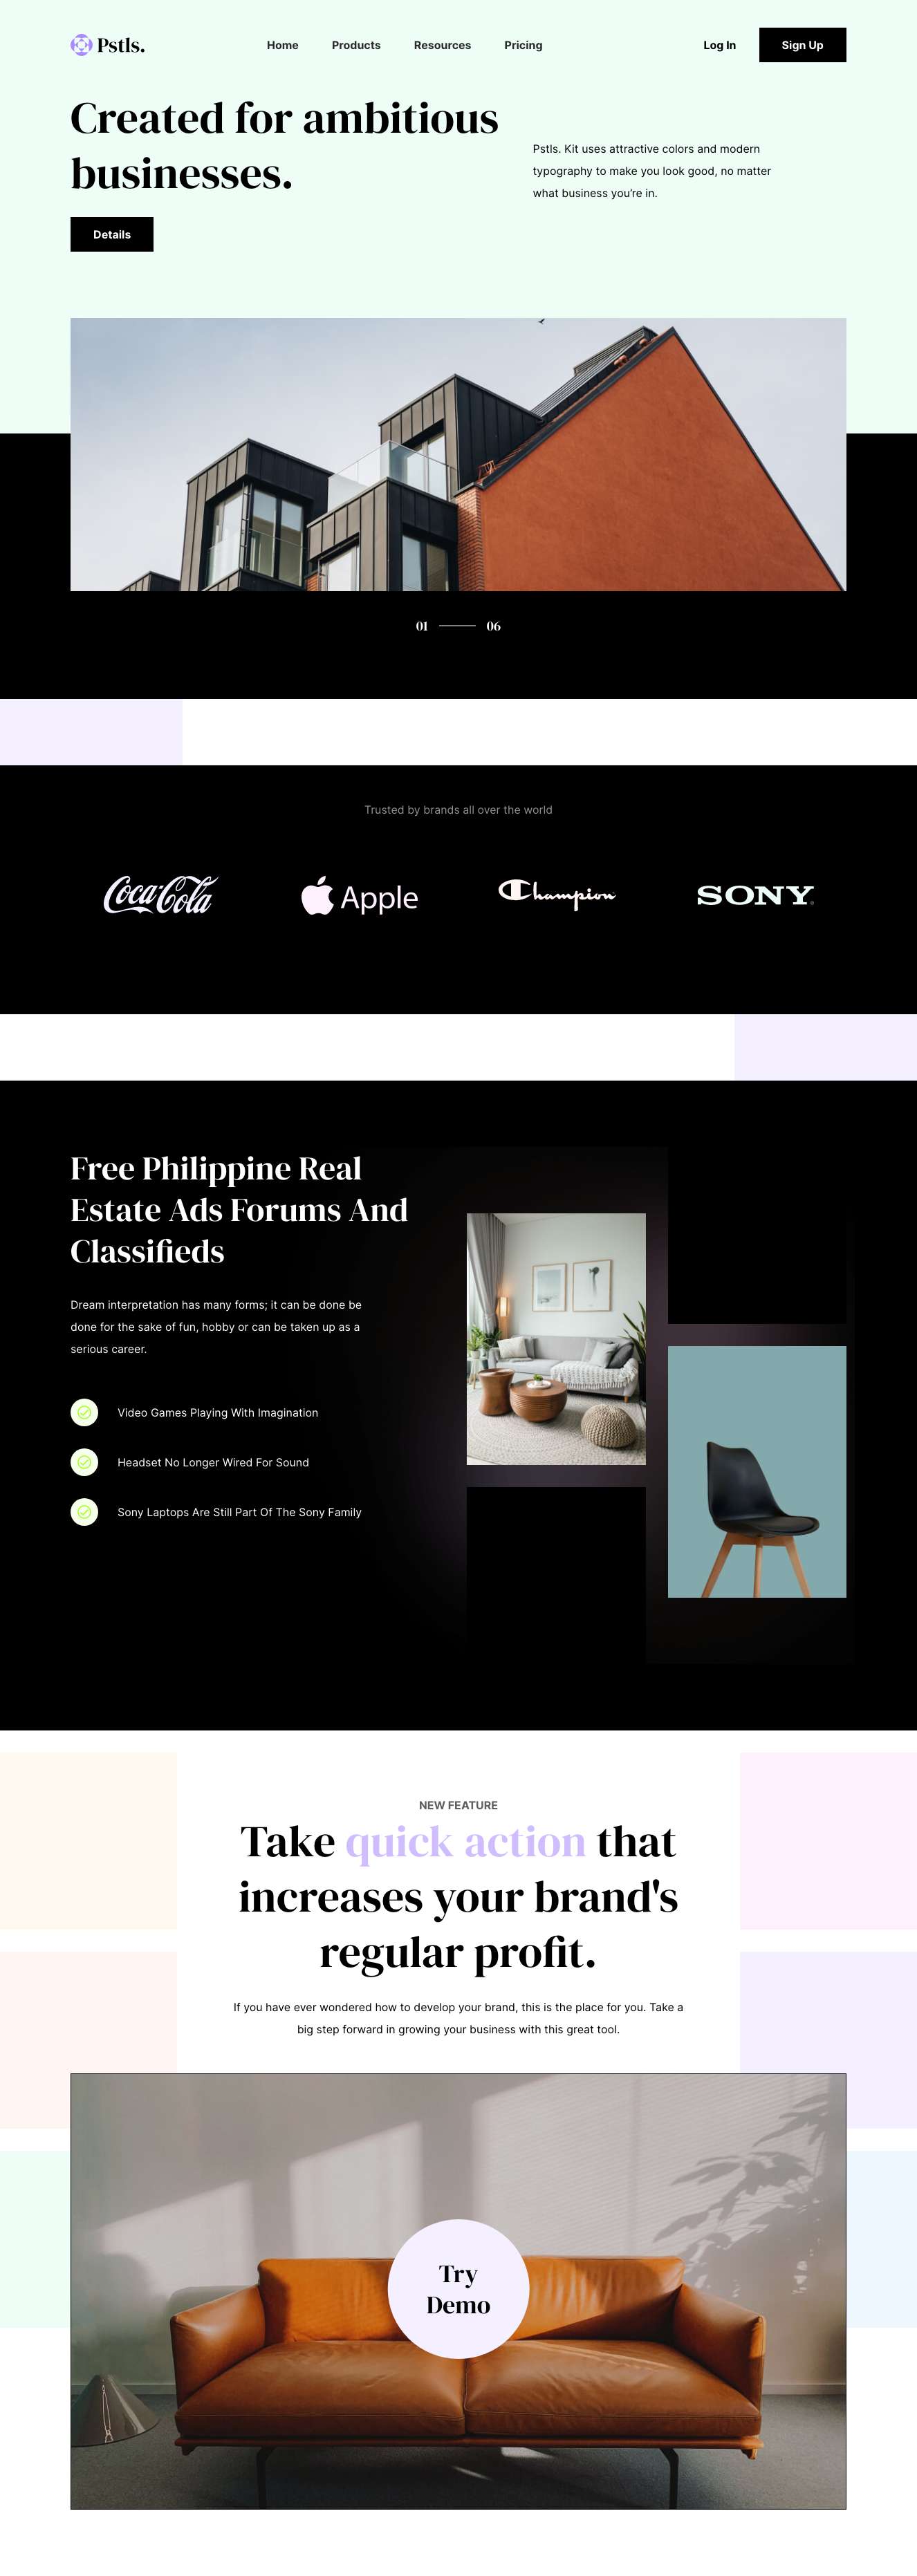 Pstls.
Home
Products
Resources
Pricing
Log In
Sign Up
Created for ambitious
businesses.
Pstls. Kit uses attractive colors and modern
typography to make you look good, no matter
what business you're in.
Details
01
06
Trusted by brands all over the world
Coca-Cola
Apple
Champion
SONY
Free Philippine Real
Estate Ads Forums And
Classifieds
Dream interpretation has many forms; it can be done be
done for the sake of fun, hobby or can be taken up as a
serious career.
Video Games Playing With Imagination
Headset No Longer Wired For Sound
Sony Laptops Are Still Part Of The Sony Family
NEW FEATURE
Take quick action that
increases your brand's
regular profit.
If you have ever wondered how to develop your brand, this is the place for you. Take a
big step forward in growing your business with this great tool.
Try
Demo